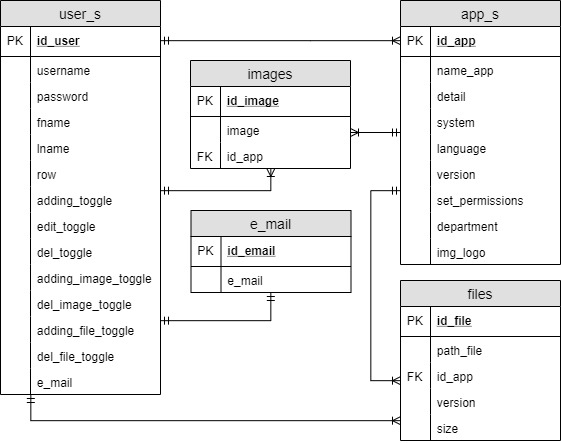 user_s
PK id_user
username
password
fname
lname
row
adding_toggle
edit_toggle
del_toggle
adding_image_toggle
del_image_toggle
adding_file_toggle
del_file_toggle
e_mail
images
PK id_image
image
FK id_app
e_mail
PK id_email
e_mail
app_s
PK id_app
name_app
detail
system
language
version
set_permissions
department
img_logo
files
PK id_file
path_file
FK id_app
version
size